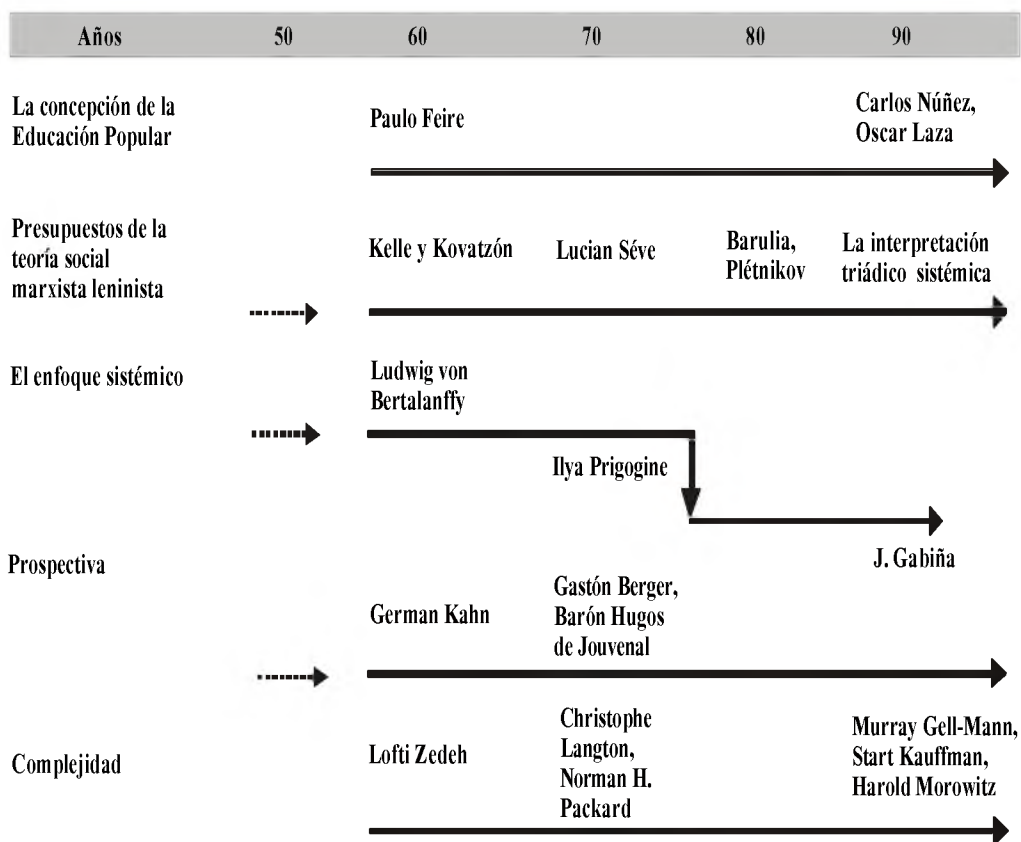 Años 50 60 70 80 90
La concepción de la
Educación Popular
Paulo Feire
Carlos Núñez,
Oscar Laza
Presupuestos de la
teoría social
marxista leninista
Kelle y Kovatzón
Lucian Séve
Barulia,
Plétnikov
La interpretación
triádico sistémica
El enfoque sistémico
Ludwig von
Bertalanffy
Ilya Prigogine
J. Gabiña
Prospectiva
German Kahn
Gastón Berger,
Barón Hugos
de Jouvenal
Complejidad
Lofti Zedeh
Christophe
Langton,
Norman H.
Packard
Murray Gell-Mann,
Start Kauffman,
Harold Morowitz